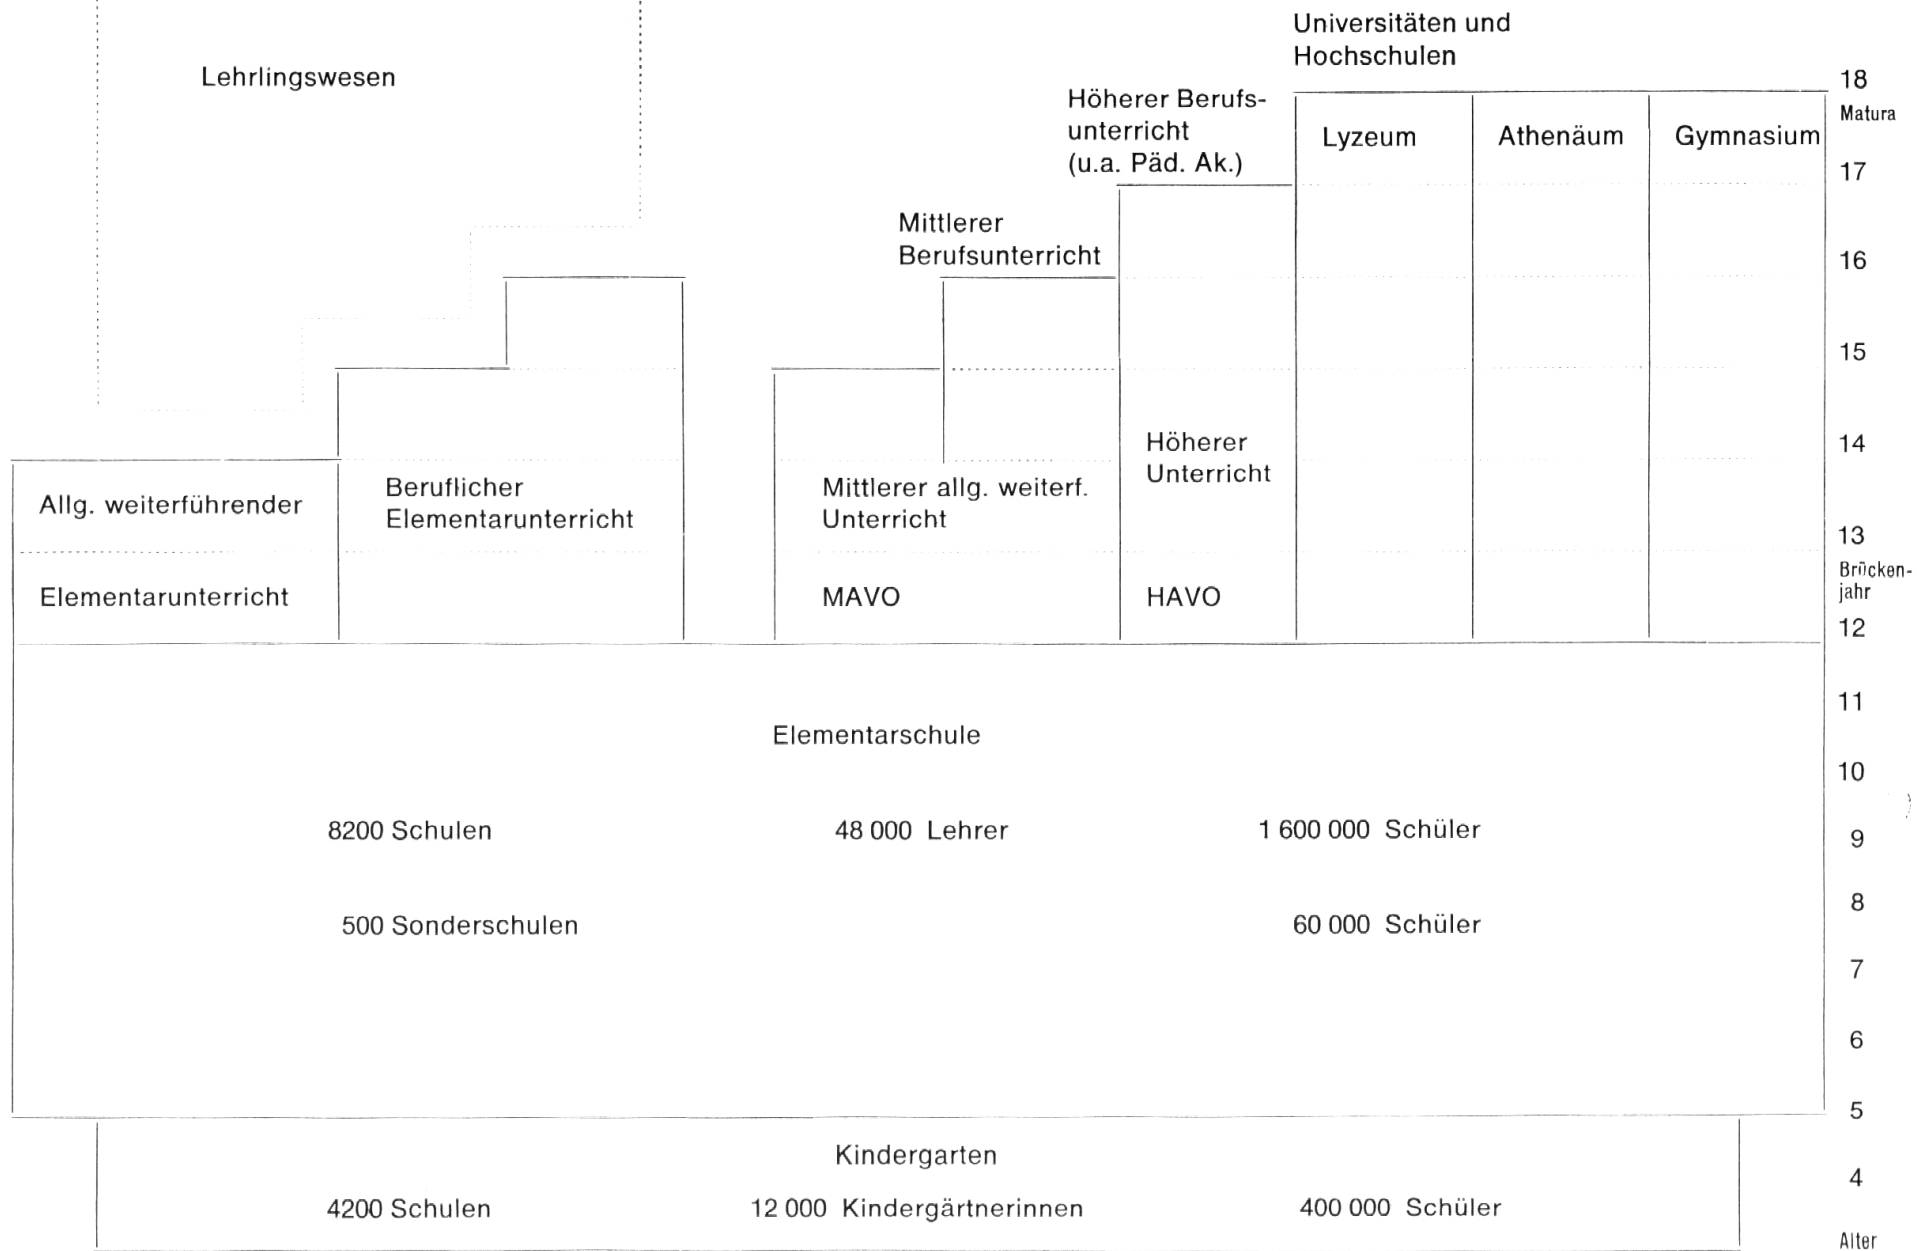 Universitäten und
Hochschulen
Lehrlingswesen
18
Höherer Berufs-
unterricht
(u.a. Päd. Ak.)
Matura
Lyzeum
Athenäum
Gymnasium
17
Mittlerer
Berufsunterricht
16
15
14
Höherer
Unterricht
Allg. weiterführender
Beruflicher
Elementarunterricht
Mittlerer allg. weiterf.
Unterricht
13
Brücken-
jahr
Elementarunterricht
MAVO
HAVO
12
11
Elementarschule
10
8200 Schulen
48 000 Lehrer
1 600 000 Schüler
9
8
500 Sonderschulen
60 000 Schüler
7
6
5
Kindergarten
4
4200 Schulen
12 000 Kindergärtnerinnen
400 000 Schüler
Alter